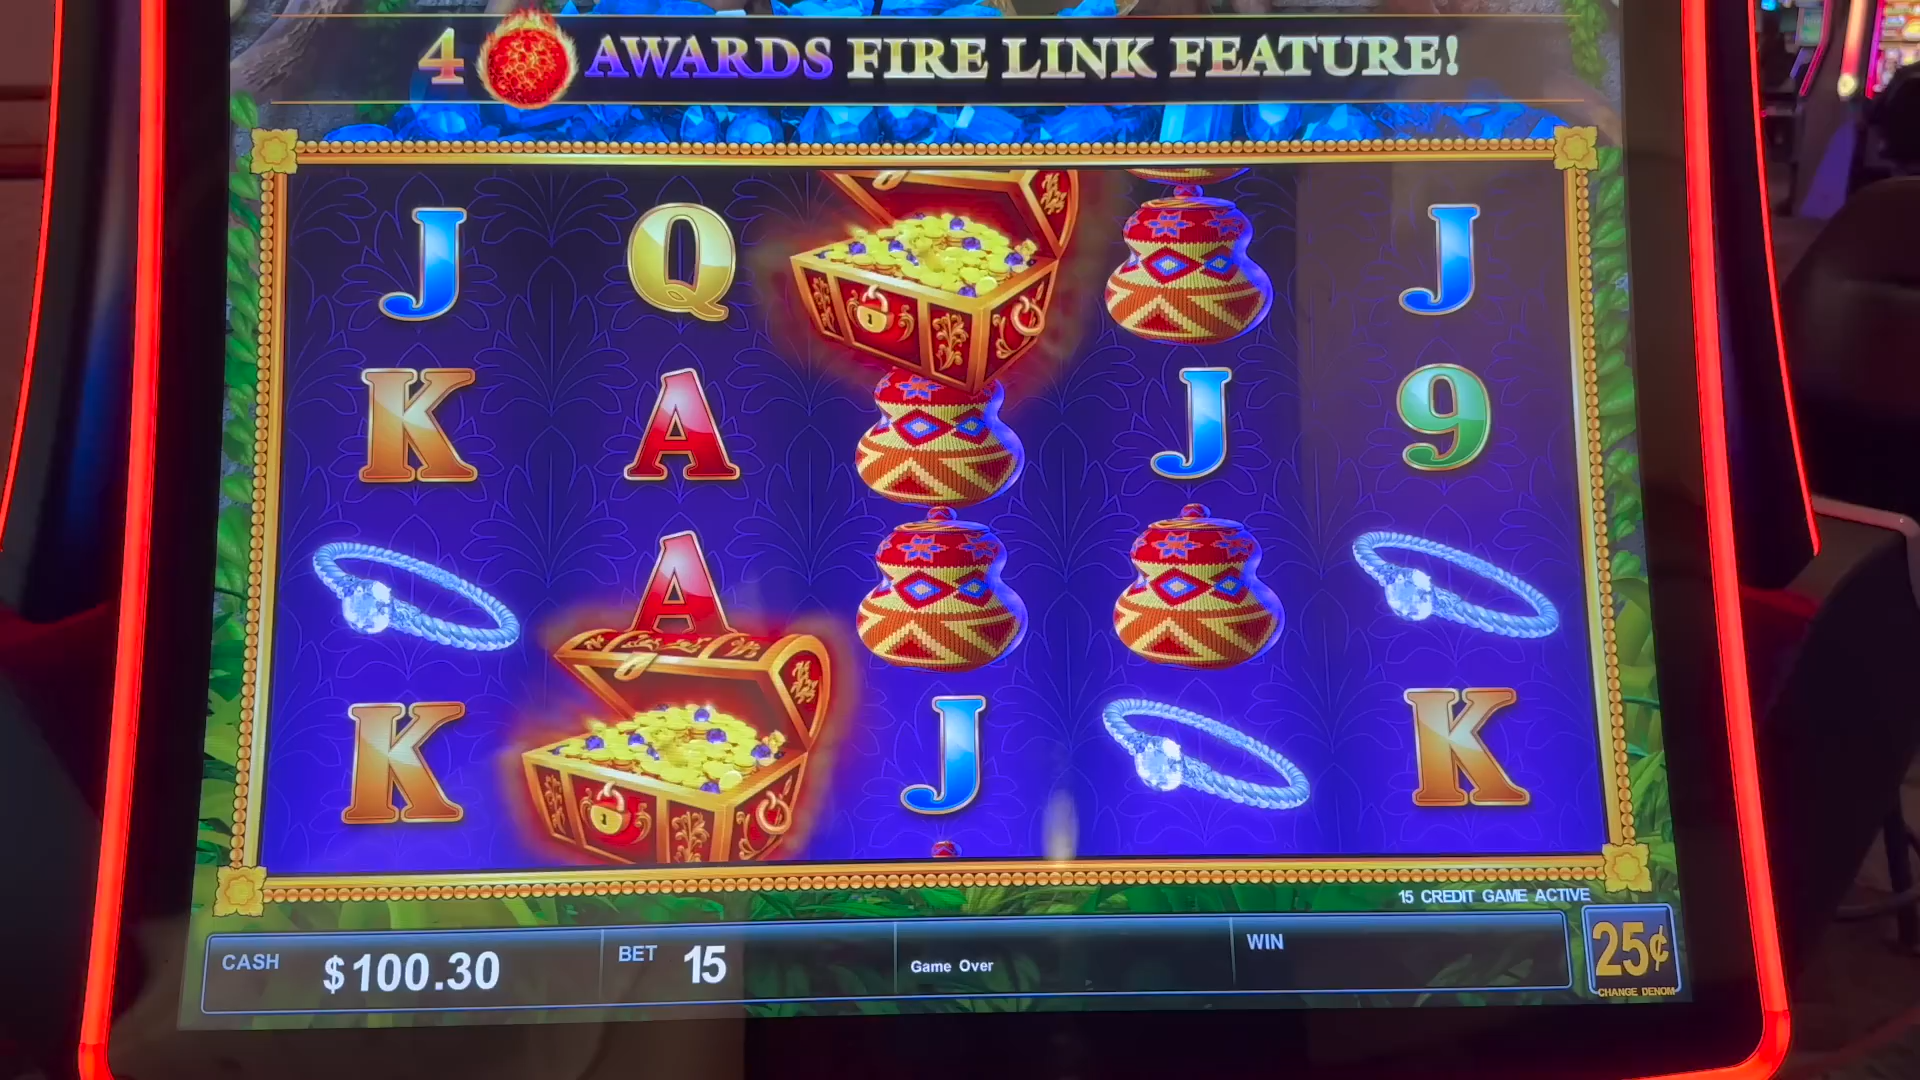 4 AWARDS FIRE LINK FEATURE!
J Q J
K A J 9
A
K J K
15 CREDIT GAME ACTIVE
CASH $100.30 BET 15 Game Over WIN 25¢
CHANGE DENOM